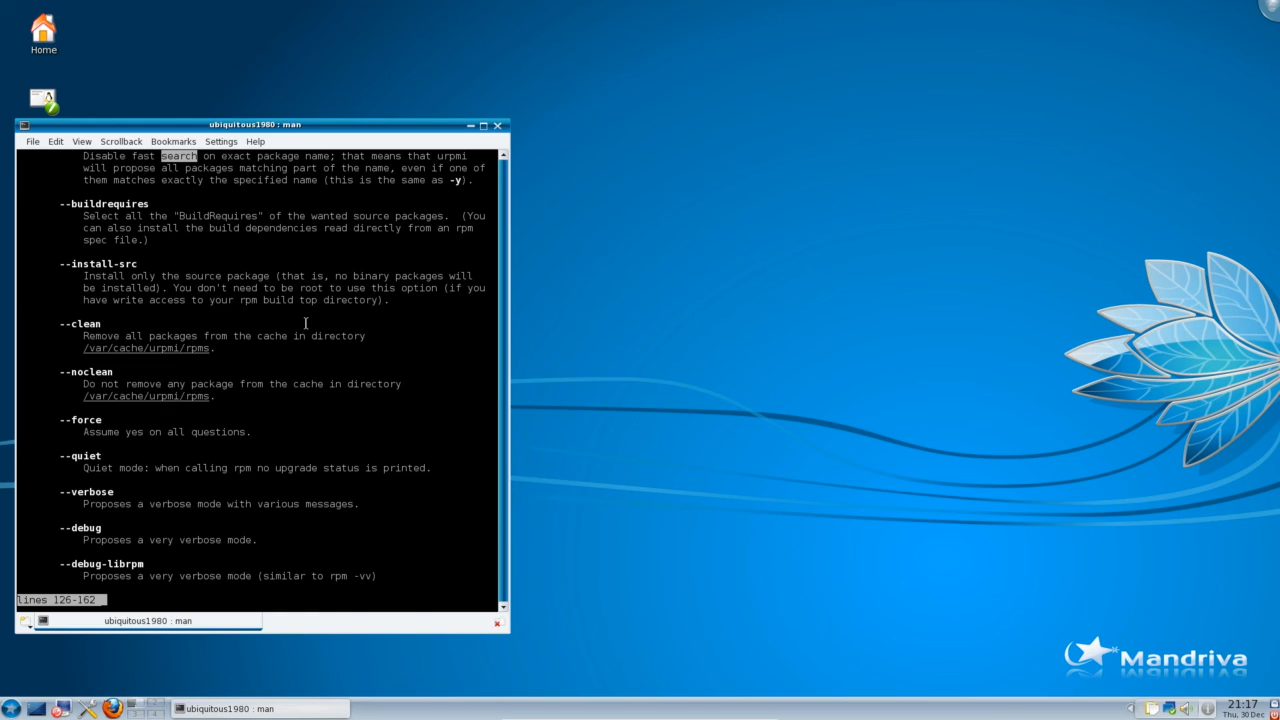 Home
ubiquitous1980 : man
File Edit View Scrollback Bookmarks Settings Help
Disable fast search on exact package name; that means that urpmi
will propose all packages matching part of the name, even if one of
them matches exactly the specified name (this is the same as -y).
--buildrequires
Select all the "BuildRequires" of the wanted source packages. (You
can also install the build dependencies read directly from an rpm
spec file.)
--install-src
Install only the source package (that is, no binary packages will
be installed). You don't need to be root to use this option (if you
have write access to your rpm build top directory).
--clean
Remove all packages from the cache in directory
/var/cache/urpmi/rpms.
--noclean
Do not remove any package from the cache in directory
/var/cache/urpmi/rpms.
--force
Assume yes on all questions.
--quiet
Quiet mode: when calling rpm no upgrade status is printed.
--verbose
Proposes a verbose mode with various messages.
--debug
Proposes a very verbose mode.
--debug-librpm
Proposes a very verbose mode (similar to rpm -vv)
lines 126-162
ubiquitous1980 : man
Mandriva
2
3 4
ubiquitous1980 : man
21:17
Thu, 30 Dec